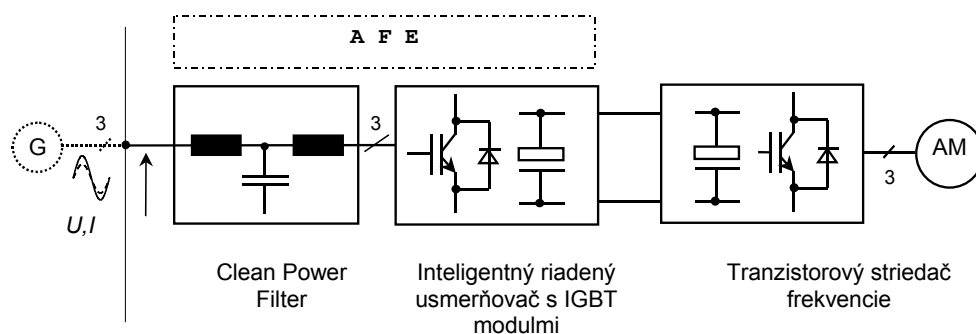 A F E
3
G
U,I
3
3
AM
Clean Power
Filter
Inteligentný riadený
usmerňovač s IGBT
modulmi
Tranzistorový striedač
frekvencie